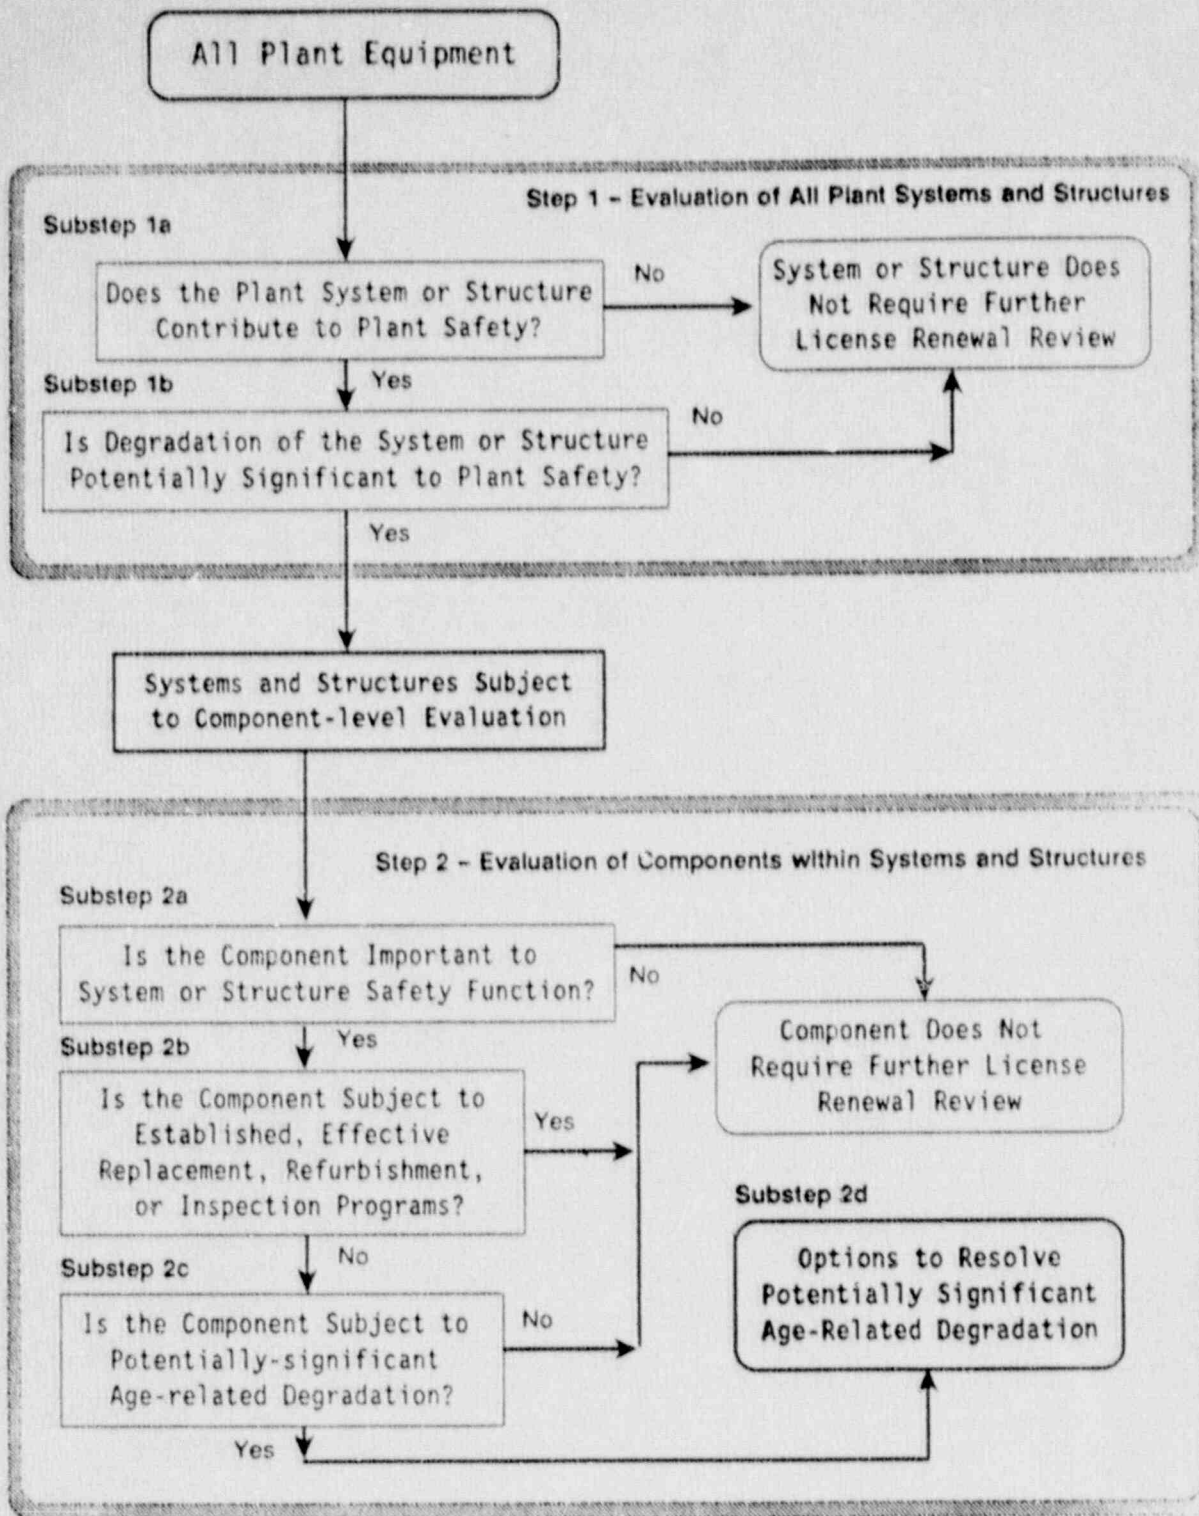 All Plant Equipment
Step 1 - Evaluation of All Plant Systems and Structures
Substep 1a
Does the Plant System or Structure
Contribute to Plant Safety?
No
System or Structure Does
Not Require Further
License Renewal Review
Yes
Substep 1b
Is Degradation of the System or Structure
Potentially Significant to Plant Safety?
No
Yes
Systems and Structures Subject
to Component-level Evaluation
Step 2 - Evaluation of Components within Systems and Structures
Substep 2a
Is the Component Important to
System or Structure Safety Function?
No
Component Does Not
Require Further License
Renewal Review
Yes
Substep 2b
Is the Component Subject to
Established, Effective
Replacement, Refurbishment,
or Inspection Programs?
Yes
No
Substep 2c
Is the Component Subject to
Potentially-significant
Age-related Degradation?
No
Yes
Substep 2d
Options to Resolve
Potentially Significant
Age-Related Degradation